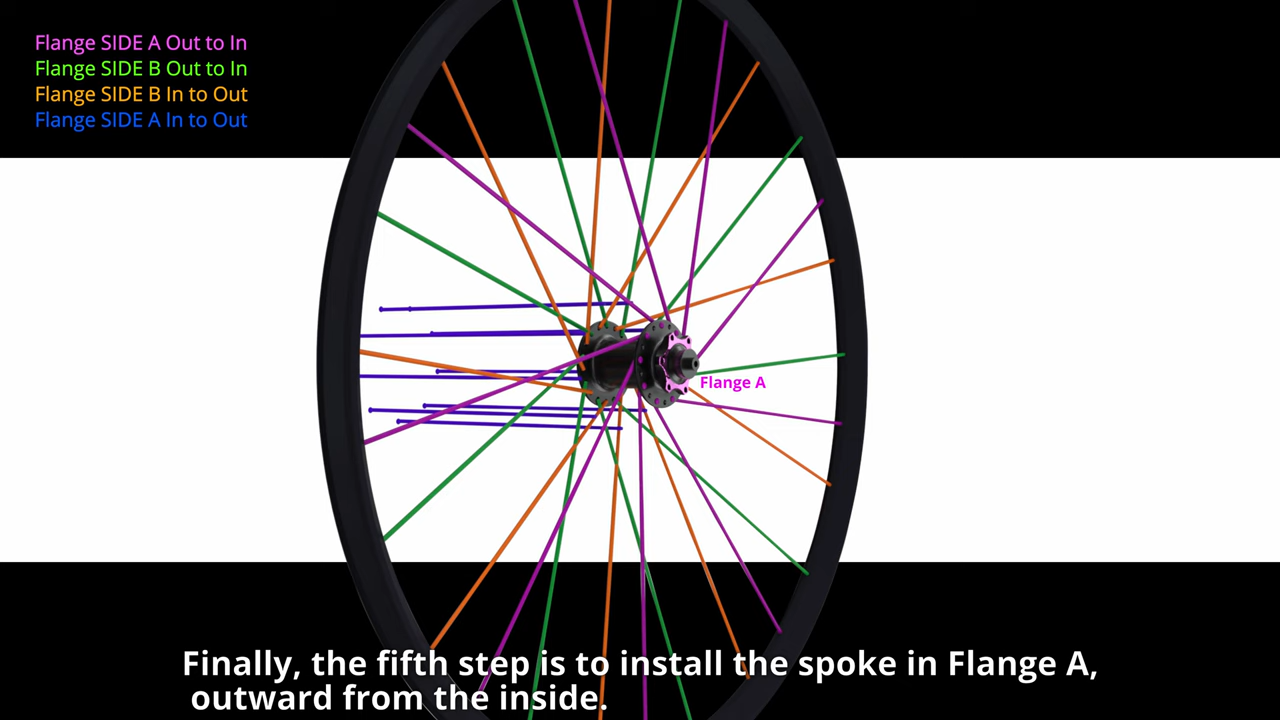 Flange SIDE A Out to In
Flange SIDE B Out to In
Flange SIDE B In to Out
Flange SIDE A In to Out
Flange A
Finally, the fifth step is to install the spoke in Flange A,
outward from the inside.